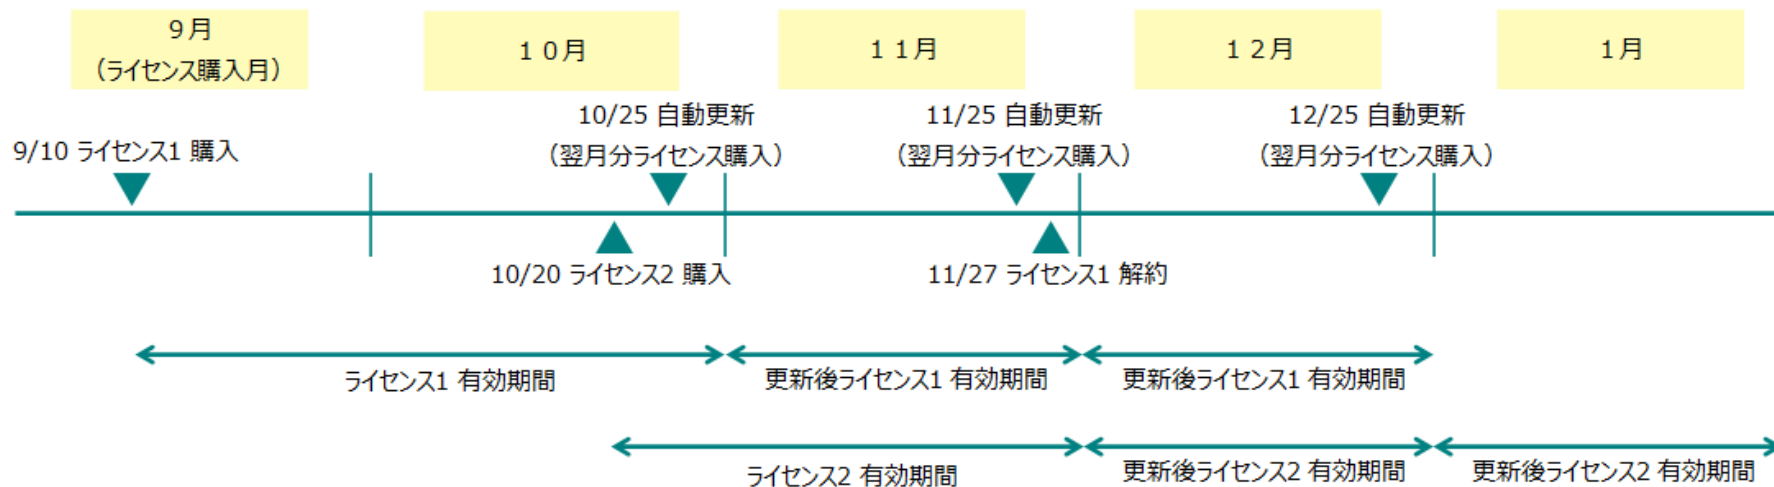 ９月
（ライセンス購入月）
１０月
１１月
１２月
１月
9/10 ライセンス1 購入
10/25 自動更新
（翌月分ライセンス購入）
11/25 自動更新
（翌月分ライセンス購入）
12/25 自動更新
（翌月分ライセンス購入）
10/20 ライセンス2 購入
11/27 ライセンス1 解約
ライセンス1 有効期間
更新後ライセンス1 有効期間
更新後ライセンス1 有効期間
ライセンス2 有効期間
更新後ライセンス2 有効期間
更新後ライセンス2 有効期間